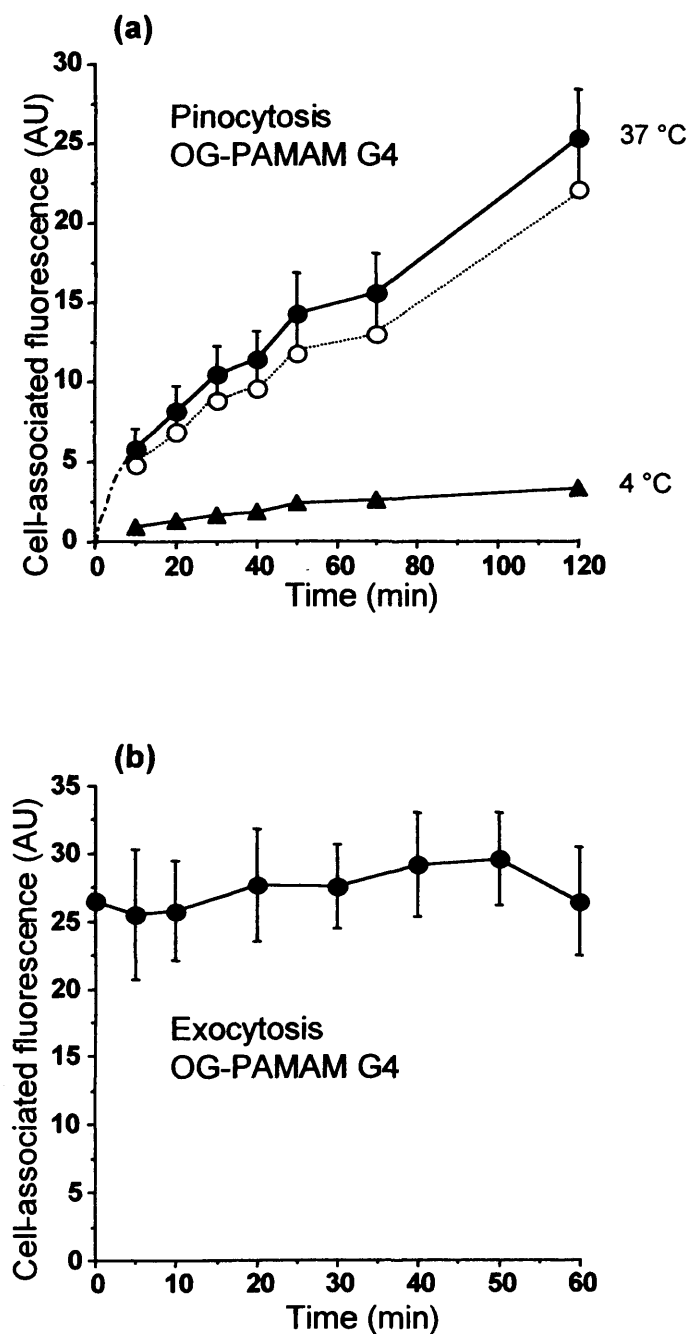 (a)
30
25
20
15
10
5
0
Cell-associated fluorescence (AU)
Pinocytosis
OG-PAMAM G4
37 °C
4 °C
0 20 40 60 80 100 120
Time (min)
(b)
35
30
25
20
15
10
5
0
Cell-associated fluorescence (AU)
Exocytosis
OG-PAMAM G4
0 10 20 30 40 50 60
Time (min)